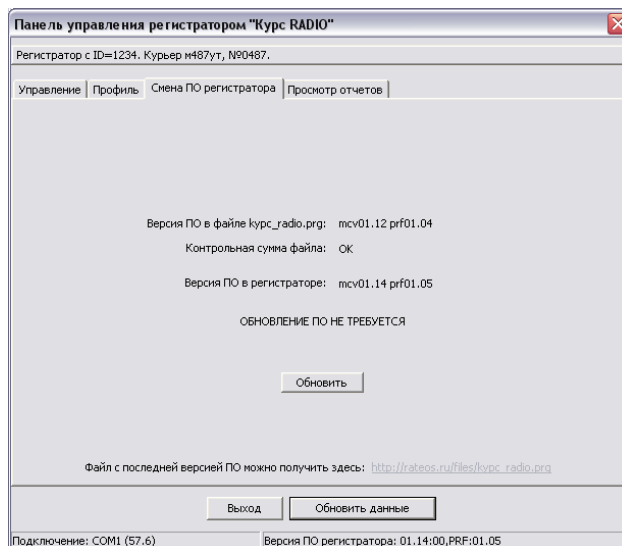 Панель управления регистратором "Курс RADIO"
Регистратор с ID=1234. Курьер м487ут, №0487.
Управление Профиль Смена ПО регистратора Просмотр отчетов
Версия ПО в файле kypc_radio.prg: mcv01.12 prf01.04
Контрольная сумма файла: OK
Версия ПО в регистраторе: mcv01.14 prf01.05
ОБНОВЛЕНИЕ ПО НЕ ТРЕБУЕТСЯ
Обновить
Файл с последней версией ПО можно получить здесь: http://rateos.ru/files/kypc_radio.prg
Выход Обновить данные
Подключение: COM1 (57.6) Версия ПО регистратора: 01.14:00,PRF:01.05